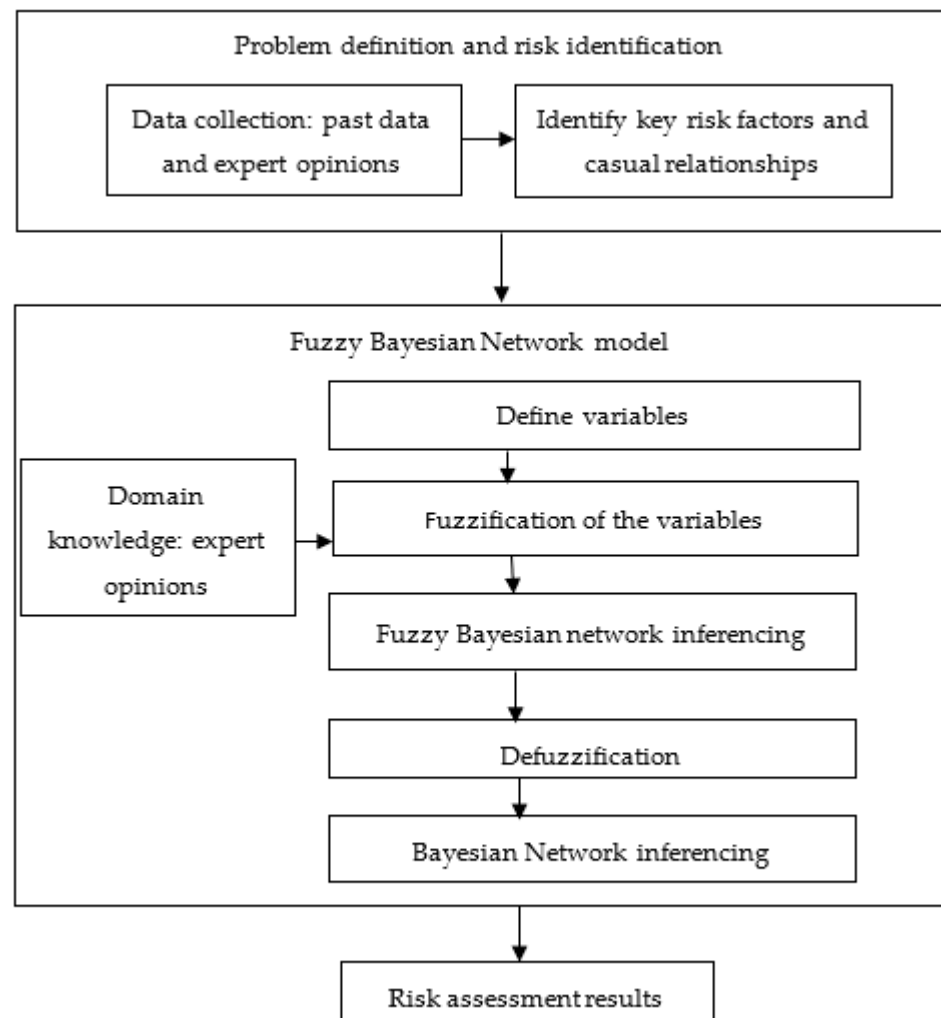 Problem definition and risk identification
Data collection: past data
and expert opinions
Identify key risk factors and
casual relationships
Fuzzy Bayesian Network model
Define variables
Domain
knowledge: expert
opinions
Fuzzification of the variables
Fuzzy Bayesian network inferencing
Defuzzification
Bayesian Network inferencing
Risk assessment results